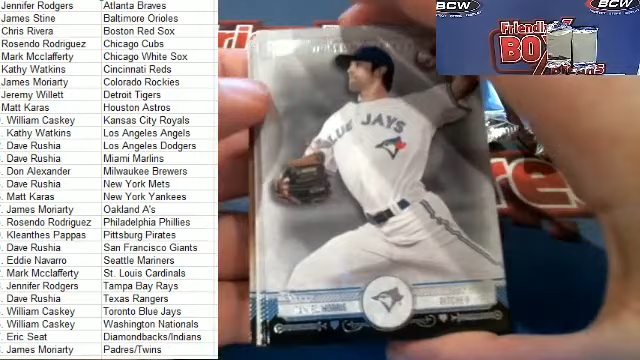 Jennifer Rodgers Atlanta Braves
James Stine Baltimore Orioles
Chris Rivera Boston Red Sox
Rosendo Rodriguez Chicago Cubs
Mark Mcclafferty Chicago White Sox
Kathy Watkins Cincinnati Reds
James Moriarty Colorado Rockies
Jeremy Willett Detroit Tigers
Matt Karas Houston Astros
William Caskey Kansas City Royals
Kathy Watkins Los Angeles Angels
Dave Rushia Los Angeles Dodgers
Dave Rushia Miami Marlins
Don Alexander Milwaukee Brewers
Dave Rushia New York Mets
Matt Karas New York Yankees
James Moriarty Oakland A's
Rosendo Rodriguez Philadelphia Phillies
Kleanthes Pappas Pittsburg Pirates
Dave Rushia San Francisco Giants
Eddie Navarro Seattle Mariners
Mark Mcclafferty St. Louis Cardinals
Jennifer Rodgers Tampa Bay Rays
Dave Rushia Texas Rangers
William Caskey Toronto Blue Jays
William Caskey Washington Nationals
Eric Seat Diamondbacks/Indians
James Moriarty Padres/Twins
BCW
BCW
Friendly
BO
BLUE JAYS
MORRIS
PITCHER